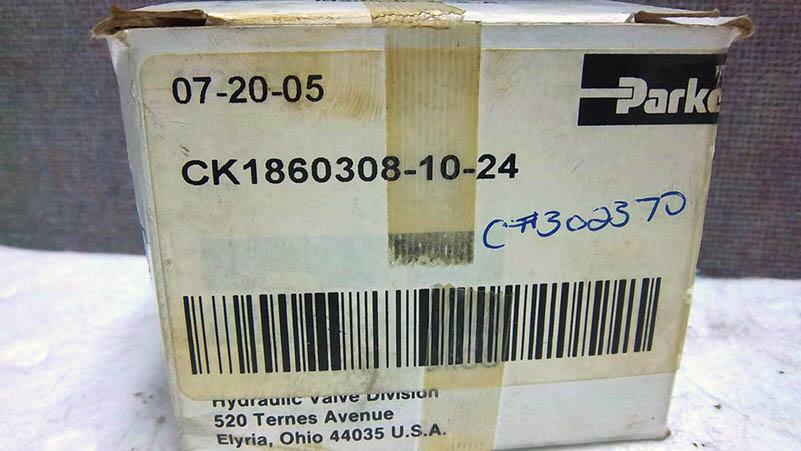 07-20-05
Parke
CK1860308-10-24
C#302370
Hydraulic Valve Division
520 Ternes Avenue
Elyria, Ohio 44035 U.S.A.